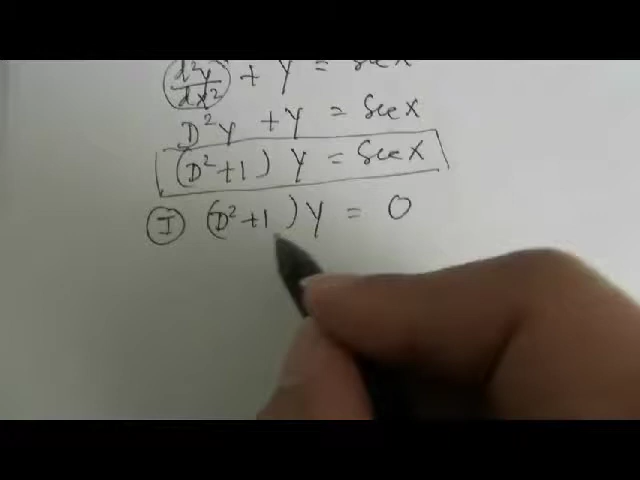 d²y/dx² + y = Sec x
D²y + y = Sec x
(D²+1) y = Sec x
I (D²+1) y = 0